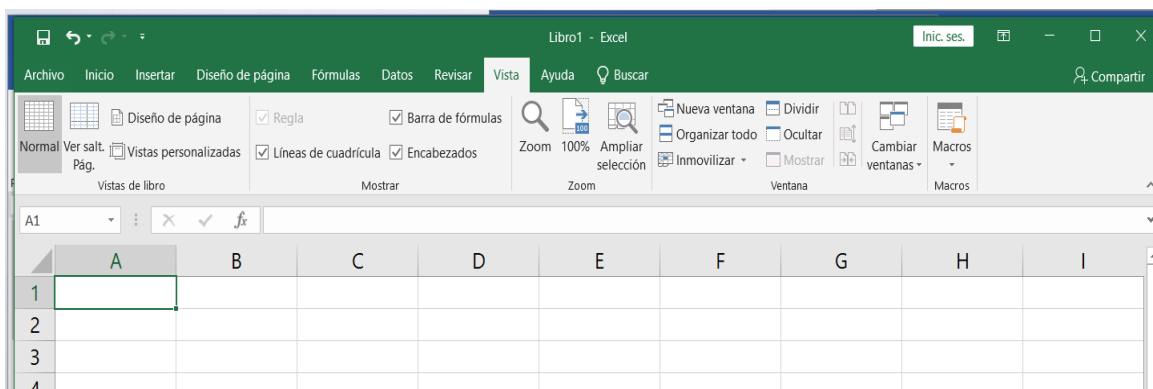 Libro1 - Excel
Inic. ses.
Archivo Inicio Insertar Diseño de página Fórmulas Datos Revisar Vista Ayuda Buscar
Compartir
Normal
Ver salt. Pág.
Diseño de página
Vistas personalizadas
Vistas de libro
Regla
Barra de fórmulas
Líneas de cuadrícula
Encabezados
Mostrar
Zoom
100%
Ampliar selección
Zoom
Nueva ventana
Organizar todo
Inmovilizar
Dividir
Ocultar
Mostrar
Cambiar ventanas
Ventana
Macros
Macros
A1
fx
A B C D E F G H I
1
2
3
4